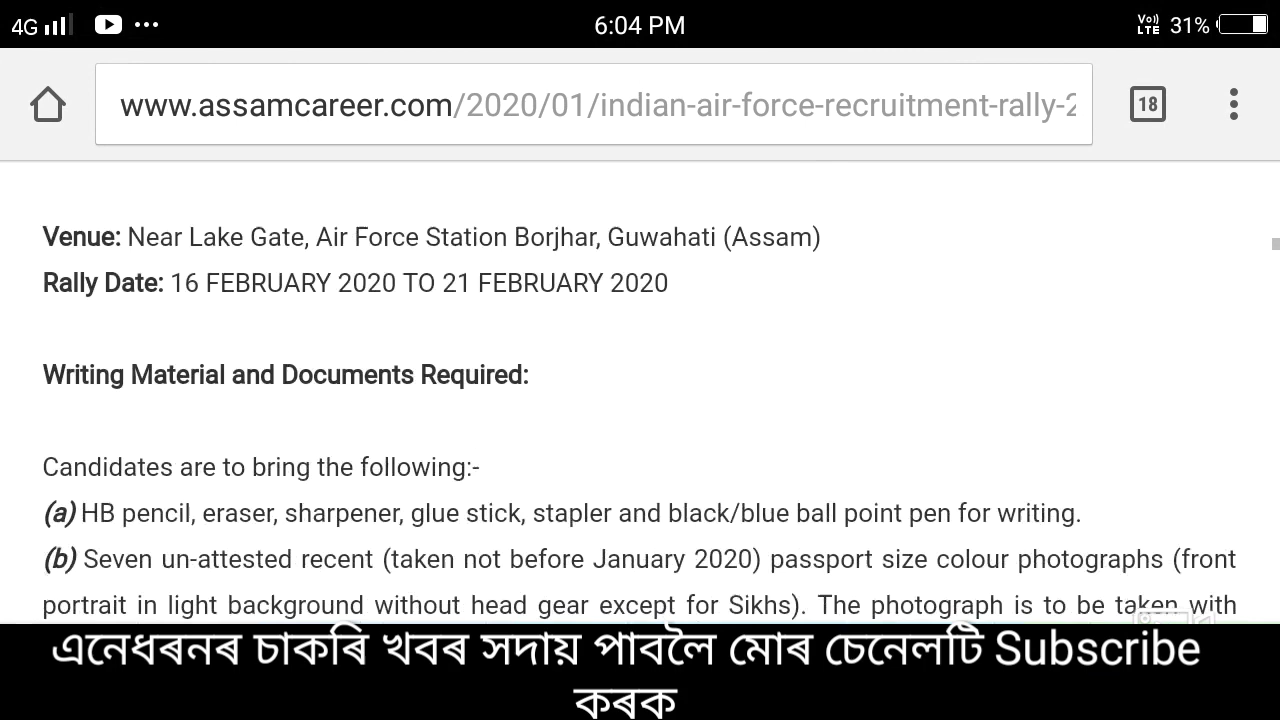 4G 6:04 PM Vo)) LTE 31%
www.assamcareer.com/2020/01/indian-air-force-recruitment-rally-2
18
Venue: Near Lake Gate, Air Force Station Borjhar, Guwahati (Assam)
Rally Date: 16 FEBRUARY 2020 TO 21 FEBRUARY 2020
Writing Material and Documents Required:
Candidates are to bring the following:-
(a) HB pencil, eraser, sharpener, glue stick, stapler and black/blue ball point pen for writing.
(b) Seven un-attested recent (taken not before January 2020) passport size colour photographs (front
portrait in light background without head gear except for Sikhs). The photograph is to be taken with
এনেধৰনৰ চাকৰি খবৰ সদায় পাবলৈ মোৰ চেনেলটি Subscribe
কৰক